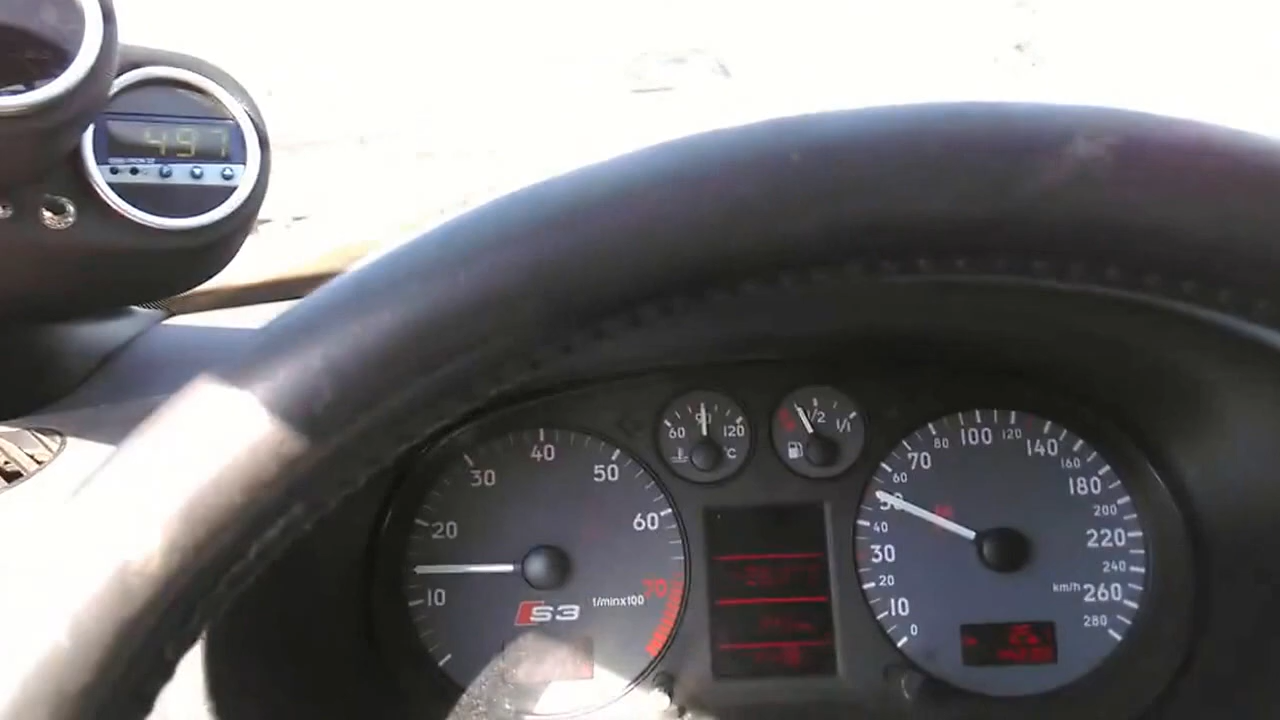 497
60 90 120
°C
1/2 1/1
10 20 30 40 50 60 70
1/minx100
S3
0 10 20 30 40 50 60 70 80 100 120 140 160 180 200 220 240 260 280
km/h